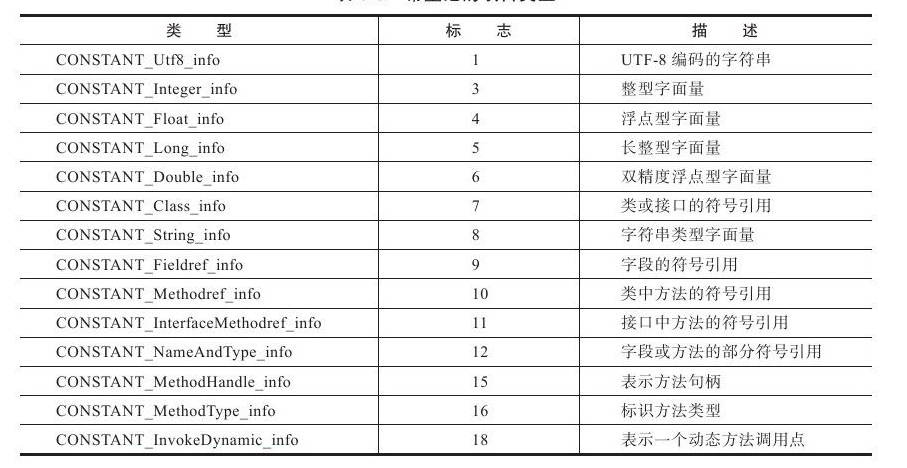 类 型 标 志 描 述
CONSTANT_Utf8_info 1 UTF-8 编码的字符串
CONSTANT_Integer_info 3 整型字面量
CONSTANT_Float_info 4 浮点型字面量
CONSTANT_Long_info 5 长整型字面量
CONSTANT_Double_info 6 双精度浮点型字面量
CONSTANT_Class_info 7 类或接口的符号引用
CONSTANT_String_info 8 字符串类型字面量
CONSTANT_Fieldref_info 9 字段的符号引用
CONSTANT_Methodref_info 10 类中方法的符号引用
CONSTANT_InterfaceMethodref_info 11 接口中方法的符号引用
CONSTANT_NameAndType_info 12 字段或方法的部分符号引用
CONSTANT_MethodHandle_info 15 表示方法句柄
CONSTANT_MethodType_info 16 标识方法类型
CONSTANT_InvokeDynamic_info 18 表示一个动态方法调用点